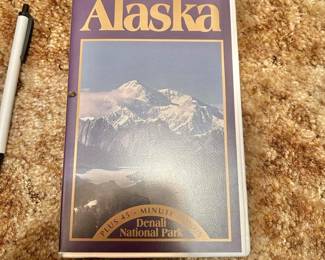 Alaska
PLUS 45 - MINUTE
Denali
National Park